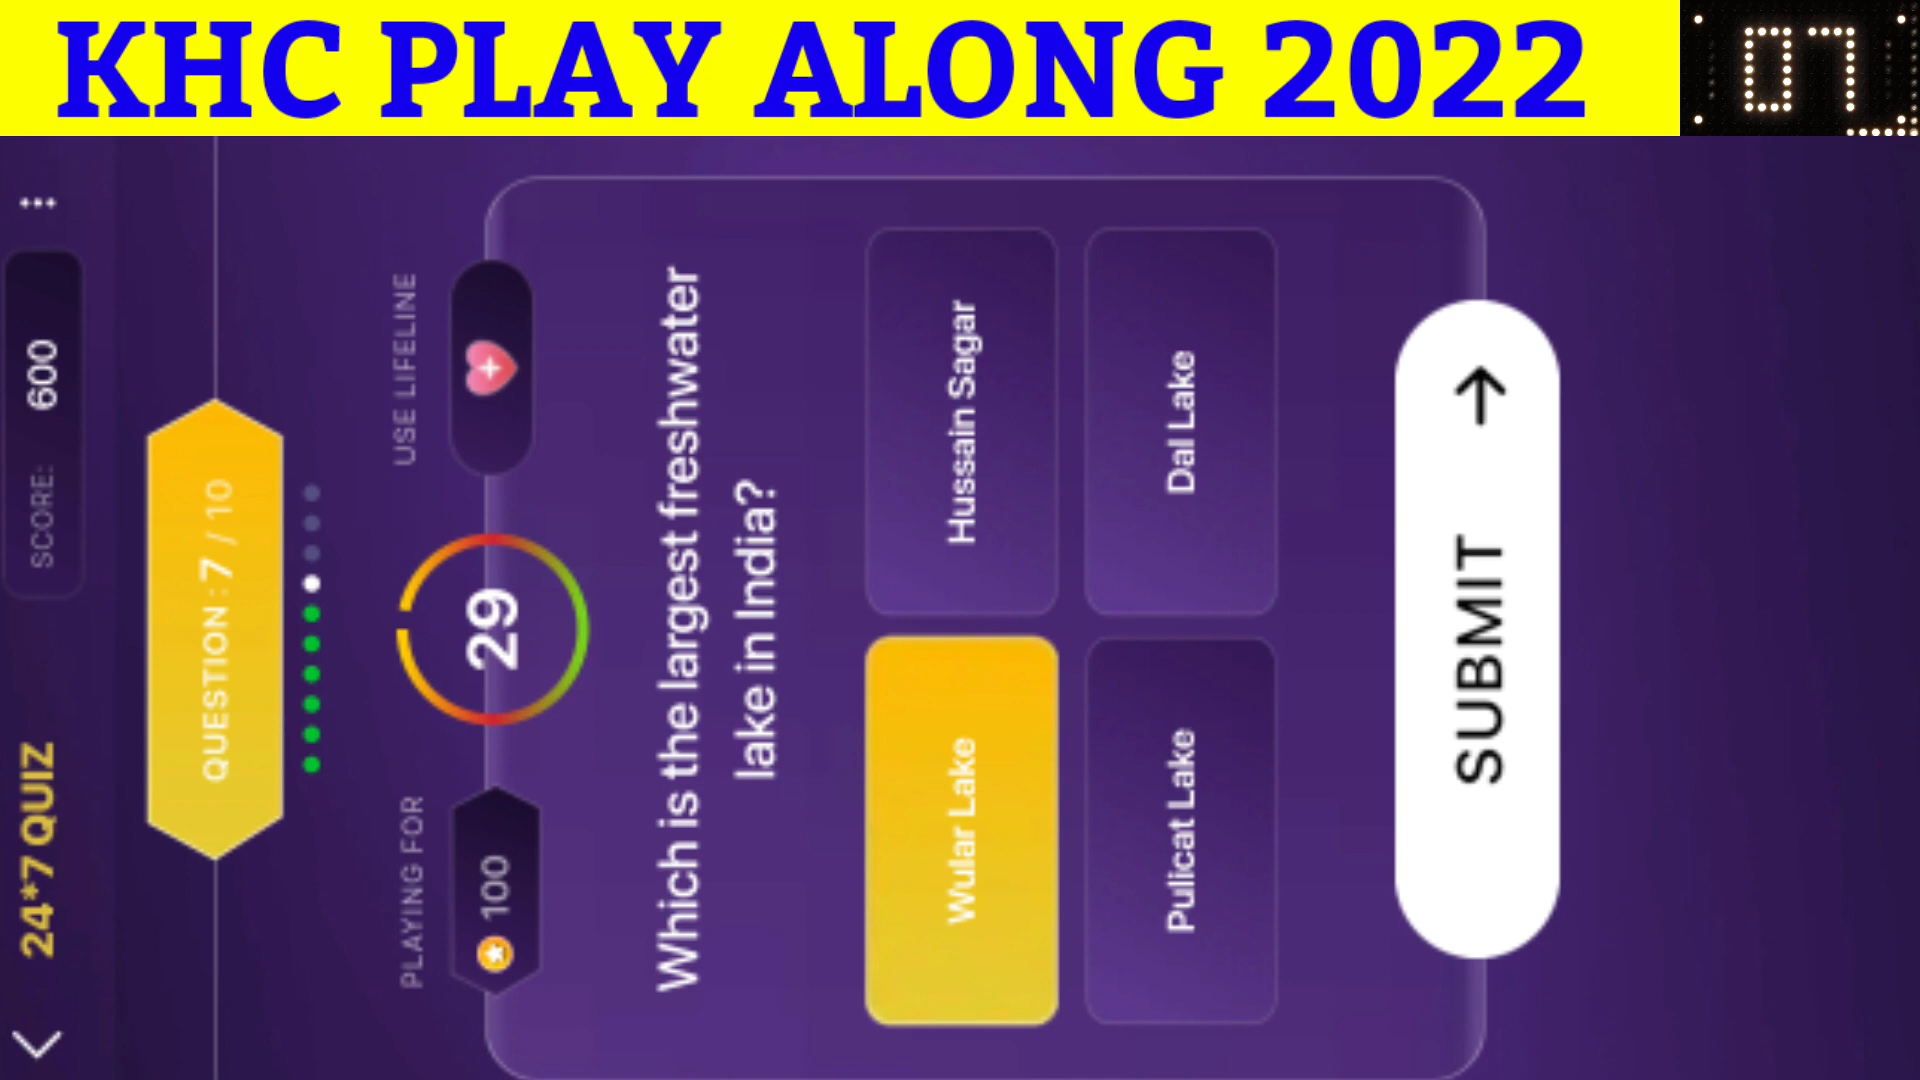 KHC PLAY ALONG 2022
07
24*7 QUIZ
SCORE: 600
QUESTION : 7 / 10
PLAYING FOR
100
29
USE LIFELINE
Which is the largest freshwater
lake in India?
Wular Lake
Hussain Sagar
Pulicat Lake
Dal Lake
SUBMIT →